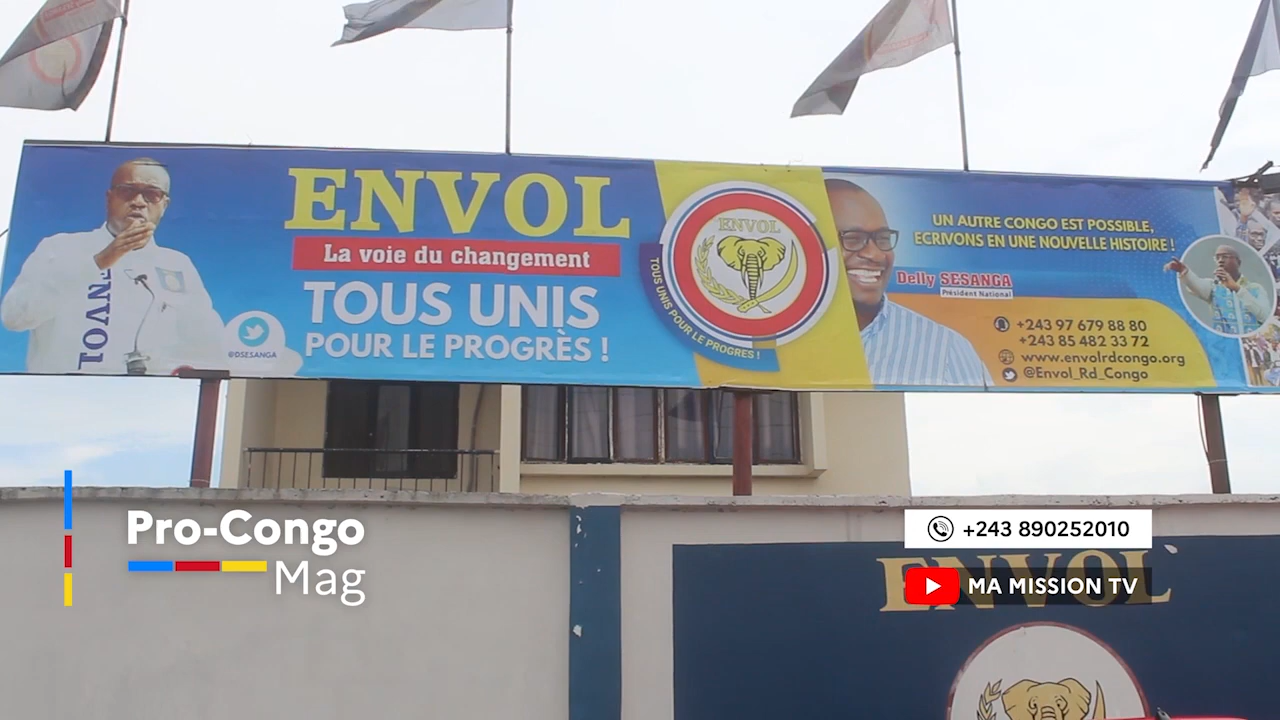 ENVOL
La voie du changement
TOUS UNIS
POUR LE PROGRÈS !
@DSESANGA
ENVOL
ENVOL
TOUS UNIS POUR LE PROGRES !
UN AUTRE CONGO EST POSSIBLE,
ECRIVONS EN UNE NOUVELLE HISTOIRE !
Delly SESANGA
Président National
+243 97 679 88 80
+243 85 482 33 72
www.envolrdcongo.org
@Envol_Rd_Congo
Pro-Congo
Mag
+243 890252010
MA MISSION TV
ENVOL